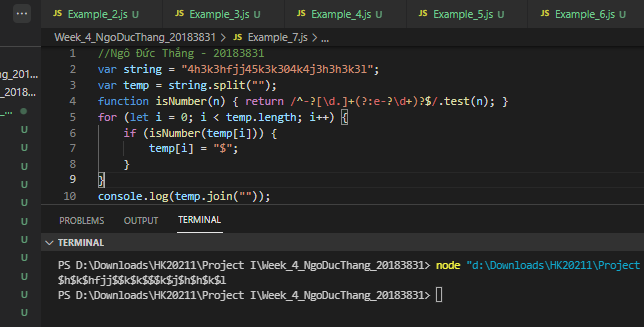 JS Example_2.js U JS Example_3.js U JS Example_4.js U JS Example_5.js U JS Example_6.js U
Week_4_NgoDucThang_20183831 > JS Example_7.js > ...
1 //Ngô Đức Thắng - 20183831
ng_201... 2 var string = "4h3k3hfjj45k3k304k4j3h3h3k3l";
_2018... 3 var temp = string.split("");
4 function isNumber(n) { return /^-?[\d.]+(?:e-?\d+)?$/.test(n); }
U 5 for (let i = 0; i < temp.length; i++) {
U 6 if (isNumber(temp[i])) {
U 7 temp[i] = "$";
U 8 }
U 9 }
U 10 console.log(temp.join(""));
U PROBLEMS OUTPUT TERMINAL
U TERMINAL
U PS D:\Downloads\HK20211\Project I\Week_4_NgoDucThang_20183831> node "d:\Downloads\HK20211\Project
U $h$k$hfjj$$k$k$$$k$j$h$h$k$l
U PS D:\Downloads\HK20211\Project I\Week_4_NgoDucThang_20183831>